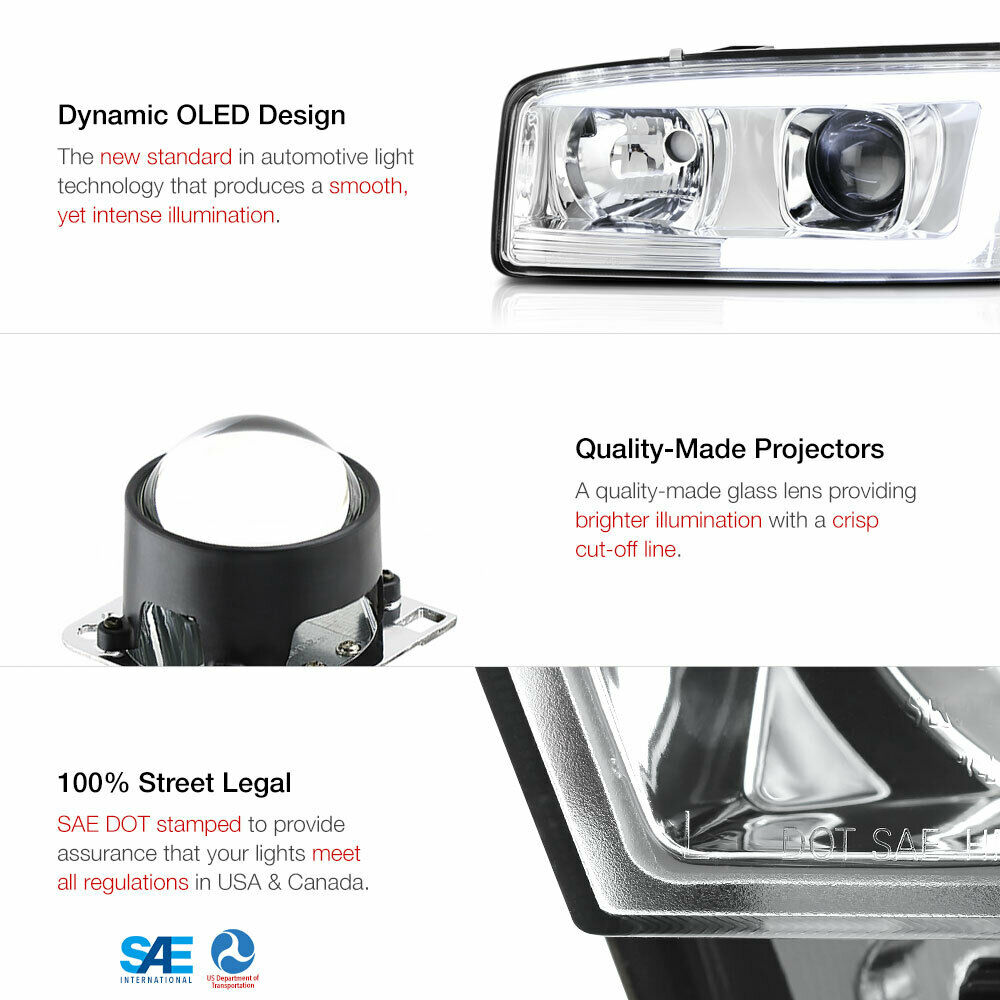 Dynamic OLED Design
The new standard in automotive light
technology that produces a smooth,
yet intense illumination.
Quality-Made Projectors
A quality-made glass lens providing
brighter illumination with a crisp
cut-off line.
100% Street Legal
SAE DOT stamped to provide
assurance that your lights meet
all regulations in USA & Canada.
DOT SAE
SAE
INTERNATIONAL
US Department of
Transportation